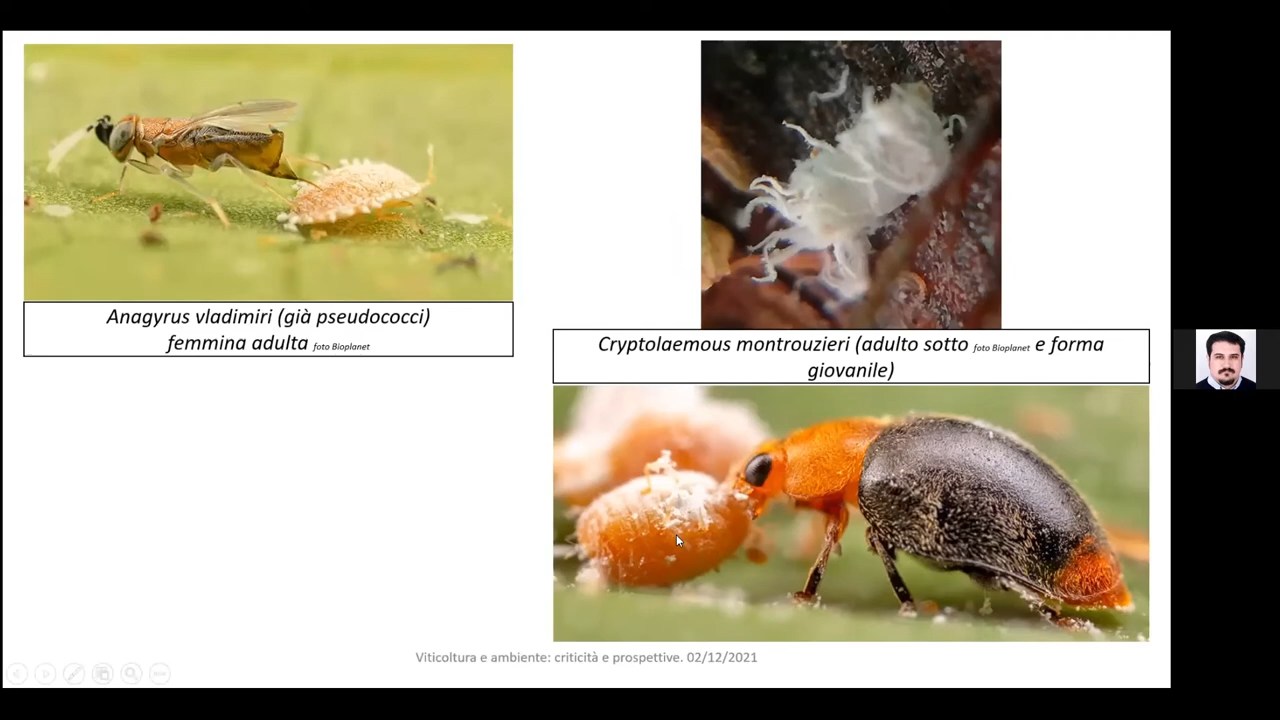 Anagyrus vladimiri (già pseudococci)
femmina adulta foto Bioplanet
Cryptolaemous montrouzieri (adulto sotto foto Bioplanet e forma
giovanile)
Viticoltura e ambiente: criticità e prospettive. 02/12/2021